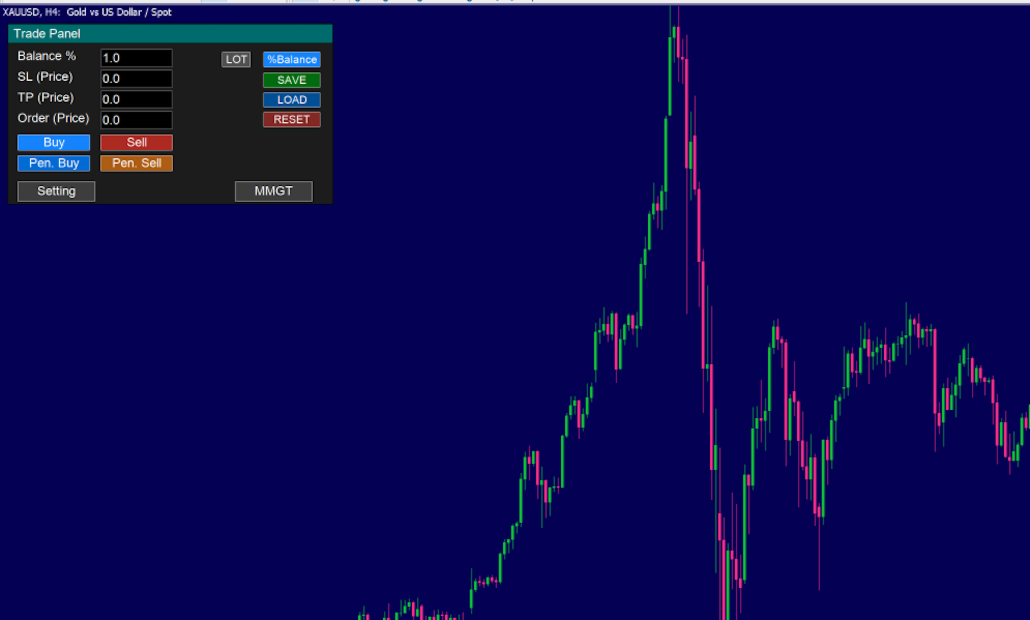 XAUUSD, H4: Gold vs US Dollar / Spot
Trade Panel
Balance % 1.0 LOT %Balance
SL (Price) 0.0 SAVE
TP (Price) 0.0 LOAD
Order (Price) 0.0 RESET
Buy Sell
Pen. Buy Pen. Sell
Setting MMGT